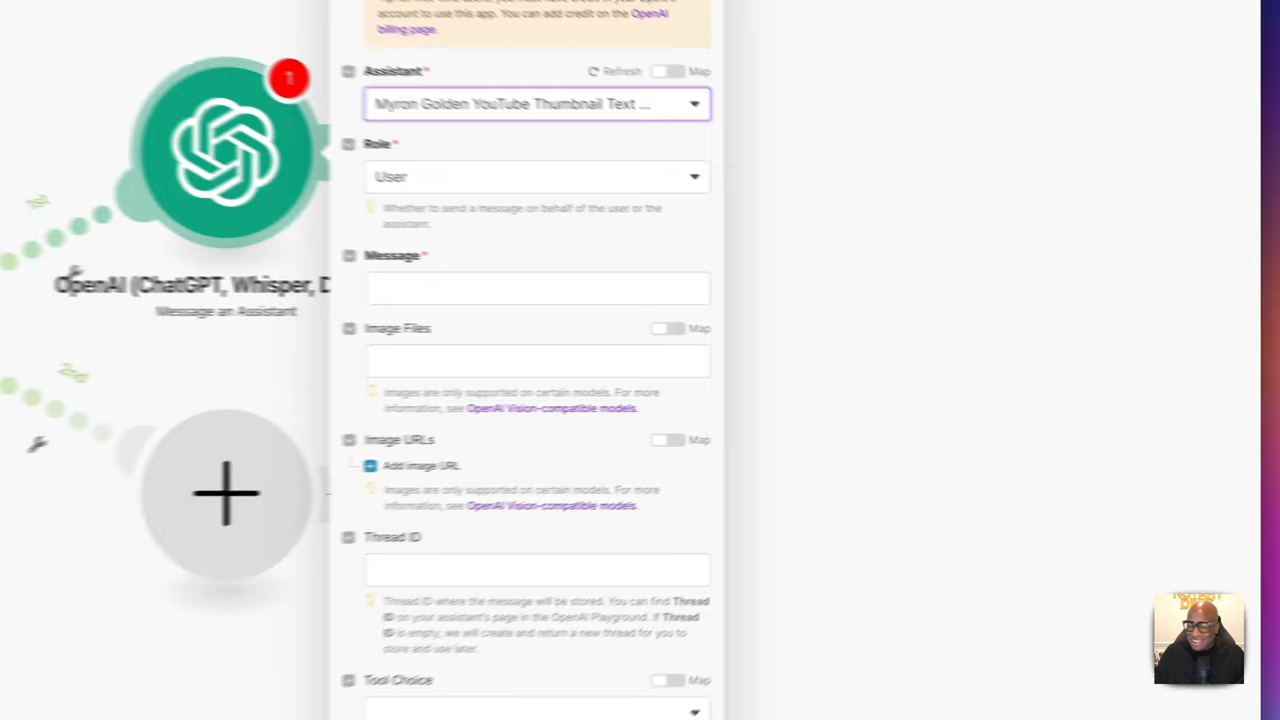 account to use this app. You can add credit on the OpenAI
billing page.
1
Assistant*
Refresh
Map
Myron Golden YouTube Thumbnail Text ...
Role*
User
Whether to send a message on behalf of the user or the
assistant.
OpenAI (ChatGPT, Whisper, D
Message an Assistant
Message*
Image Files
Map
Images are only supported on certain models. For more
information, see OpenAI Vision-compatible models.
2nd
Image URLs
Map
Add image URL
Images are only supported on certain models. For more
information, see OpenAI Vision-compatible models.
Thread ID
Thread ID where the message will be stored. You can find Thread
ID on your assistant's page in the OpenAI Playground. If Thread
ID is empty, we will create and return a new thread for you to
store and use later.
Tool Choice
Map